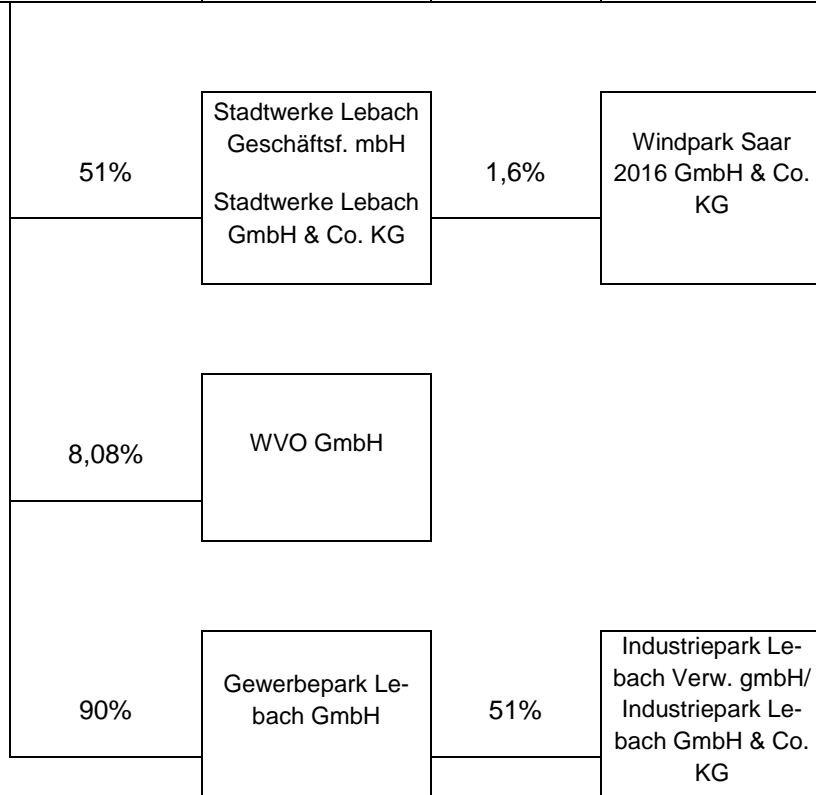 51%
Stadtwerke Lebach
Geschäftsf. mbH
Stadtwerke Lebach
GmbH & Co. KG
1,6%
Windpark Saar
2016 GmbH & Co.
KG
8,08%
WVO GmbH
90%
Gewerbepark Le-
bach GmbH
51%
Industriepark Le-
bach Verw. gmbH/
Industriepark Le-
bach GmbH & Co.
KG